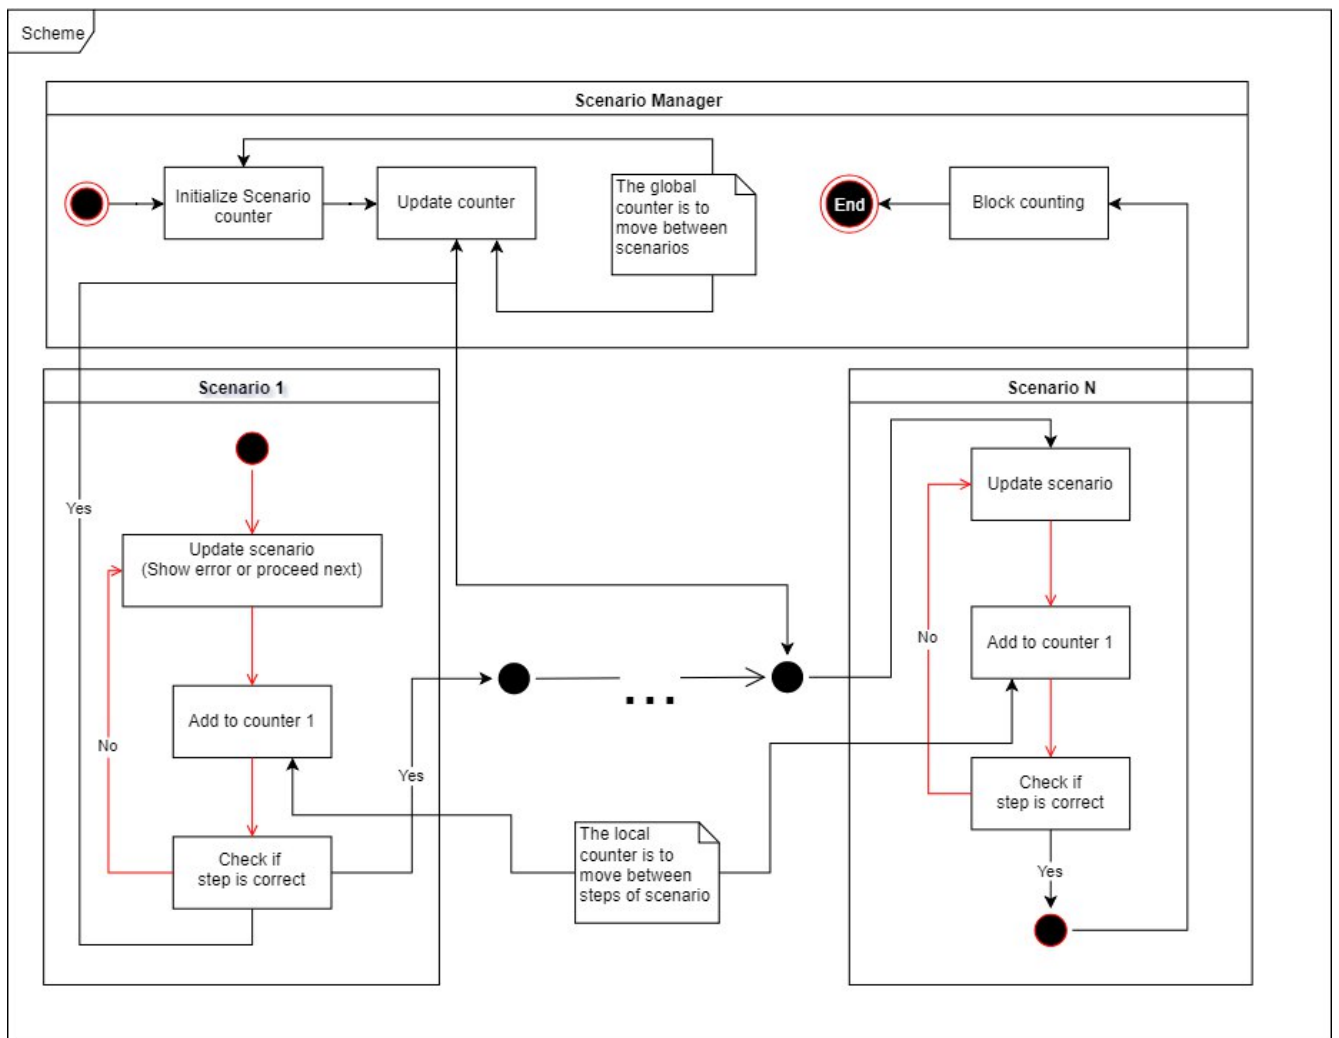 Scheme
Scenario Manager
Initialize Scenario
counter
Update counter
The global
counter is to
move between
scenarios
End
Block counting
Scenario 1
Yes
Update scenario
(Show error or proceed next)
Add to counter 1
No
Check if
step is correct
Yes
...
The local
counter is to
move between
steps of scenario
Scenario N
Update scenario
No
Add to counter 1
Check if
step is correct
Yes